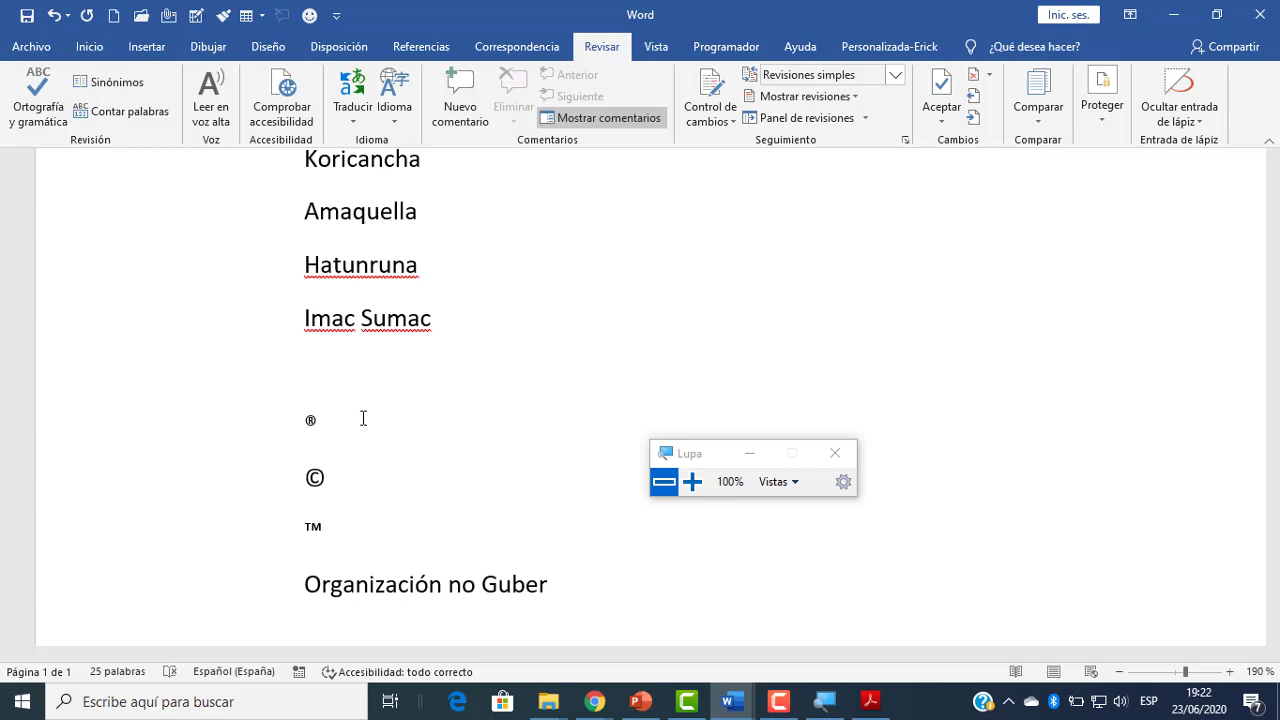 Word
Inic. ses.
Archivo Inicio Insertar Dibujar Diseño Disposición Referencias Correspondencia Revisar Vista Programador Ayuda Personalizada-Erick ¿Qué desea hacer? Compartir
ABC Ortografía y gramática
Sinónimos
Contar palabras
Revisión
Leer en voz alta
Voz
Comprobar accesibilidad
Accesibilidad
Traducir
Idioma
Idioma
Nuevo comentario
Eliminar
Anterior
Siguiente
Mostrar comentarios
Comentarios
Control de cambios
Revisiones simples
Mostrar revisiones
Panel de revisiones
Seguimiento
Aceptar
Cambios
Comparar
Comparar
Proteger
Ocultar entrada de lápiz
Entrada de lápiz
Koricancha
Amaquella
Hatunruna
Imac Sumac
®
©
™
Organización no Guber
Lupa
100% Vistas
Página 1 de 1 25 palabras Español (España) Accesibilidad: todo correcto 190 %
Escribe aquí para buscar
ESP
19:22
23/06/2020
7